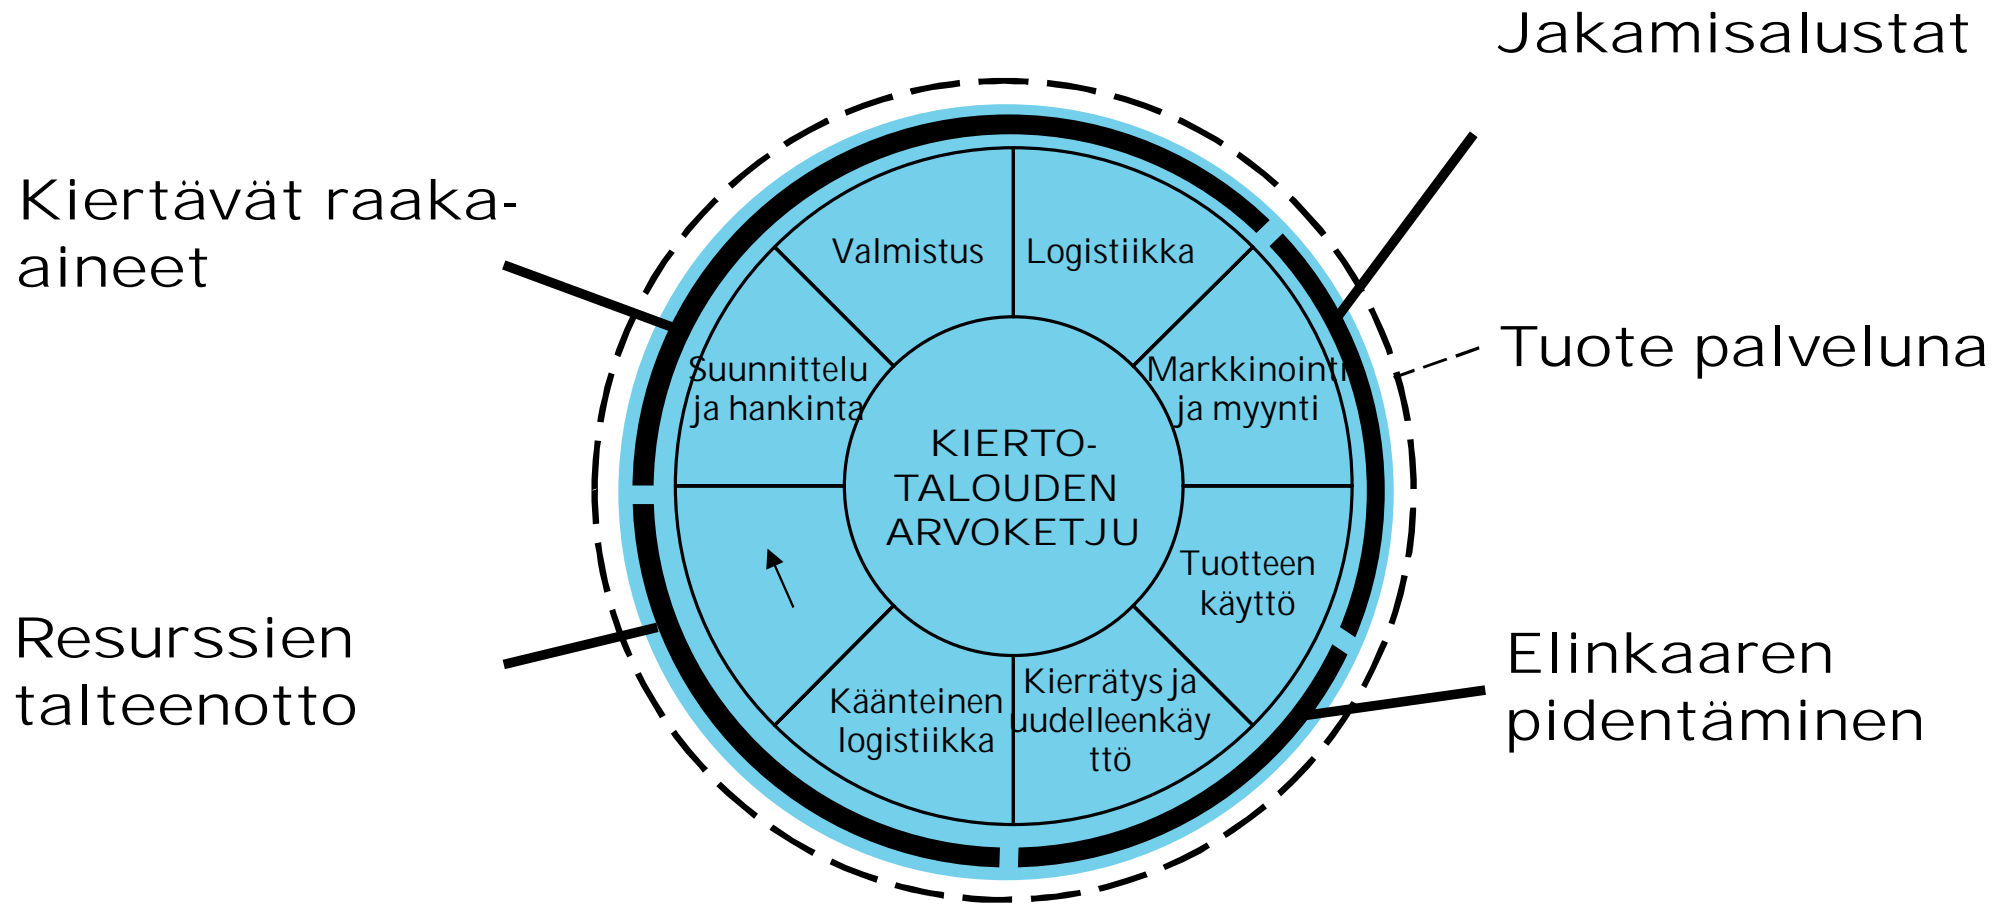 Jakamisalustat
Kiertävät raaka-
aineet
Valmistus
Logistiikka
Tuote palveluna
Suunnittelu
ja hankinta
Markkinointi
ja myynti
KIERTO-
TALOUDEN
ARVOKETJU
Tuotteen
käyttö
Resurssien
talteenotto
Elinkaaren
pidentäminen
Käänteinen
logistiikka
Kierrätys ja
uudelleenkäy
ttö